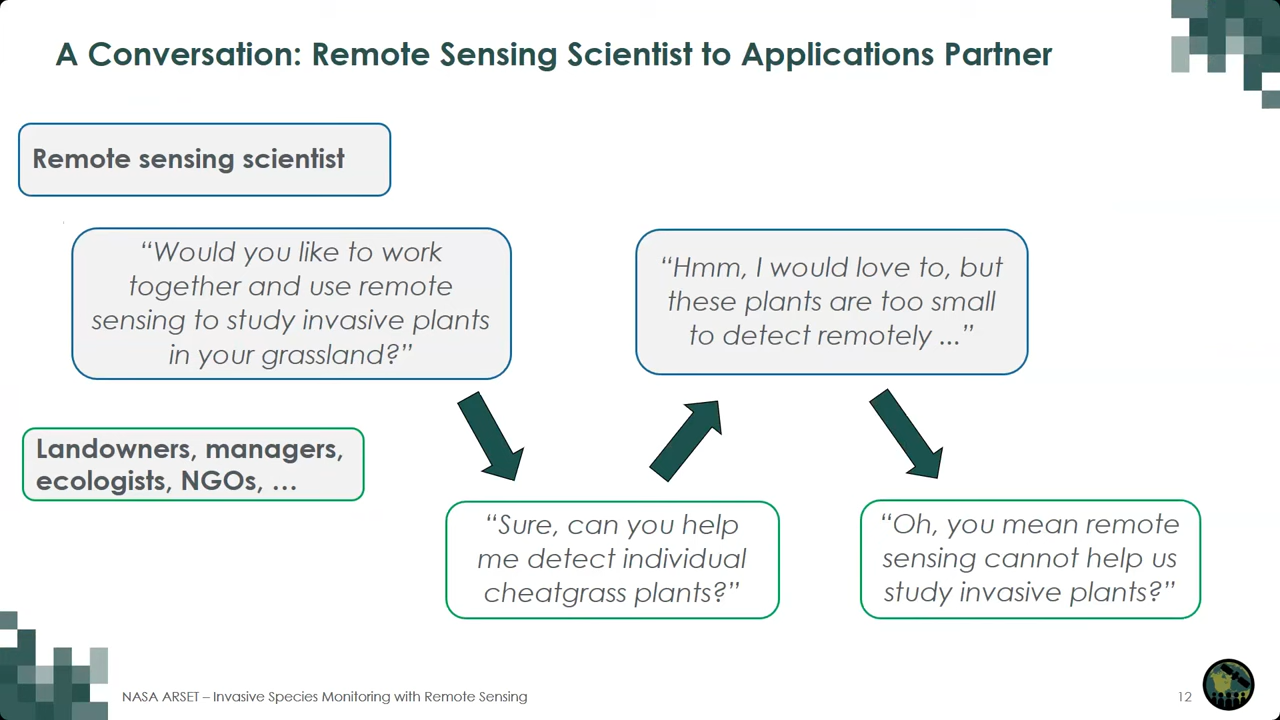 A Conversation: Remote Sensing Scientist to Applications Partner
Remote sensing scientist
“Would you like to work
together and use remote
sensing to study invasive plants
in your grassland?”
“Hmm, I would love to, but
these plants are too small
to detect remotely ...”
Landowners, managers,
ecologists, NGOs, …
“Sure, can you help
me detect individual
cheatgrass plants?”
“Oh, you mean remote
sensing cannot help us
study invasive plants?”
NASA ARSET – Invasive Species Monitoring with Remote Sensing
12